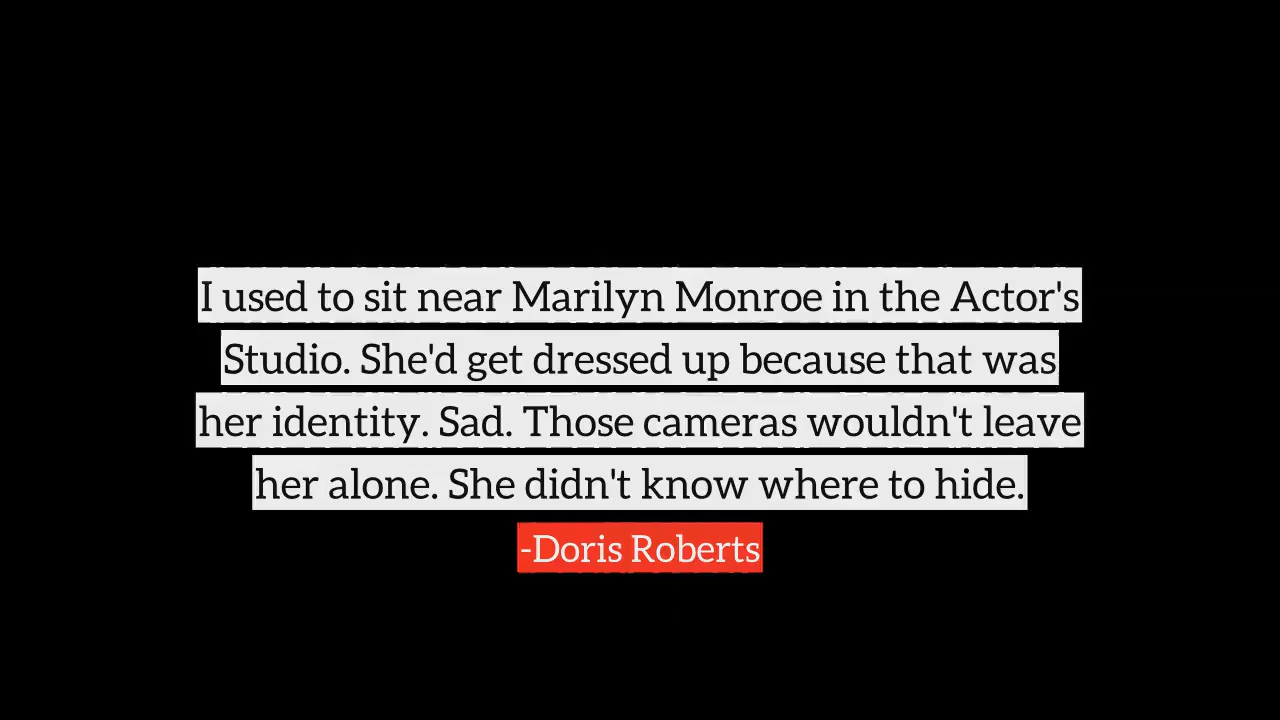 I used to sit near Marilyn Monroe in the Actor's
Studio. She'd get dressed up because that was
her identity. Sad. Those cameras wouldn't leave
her alone. She didn't know where to hide.
-Doris Roberts